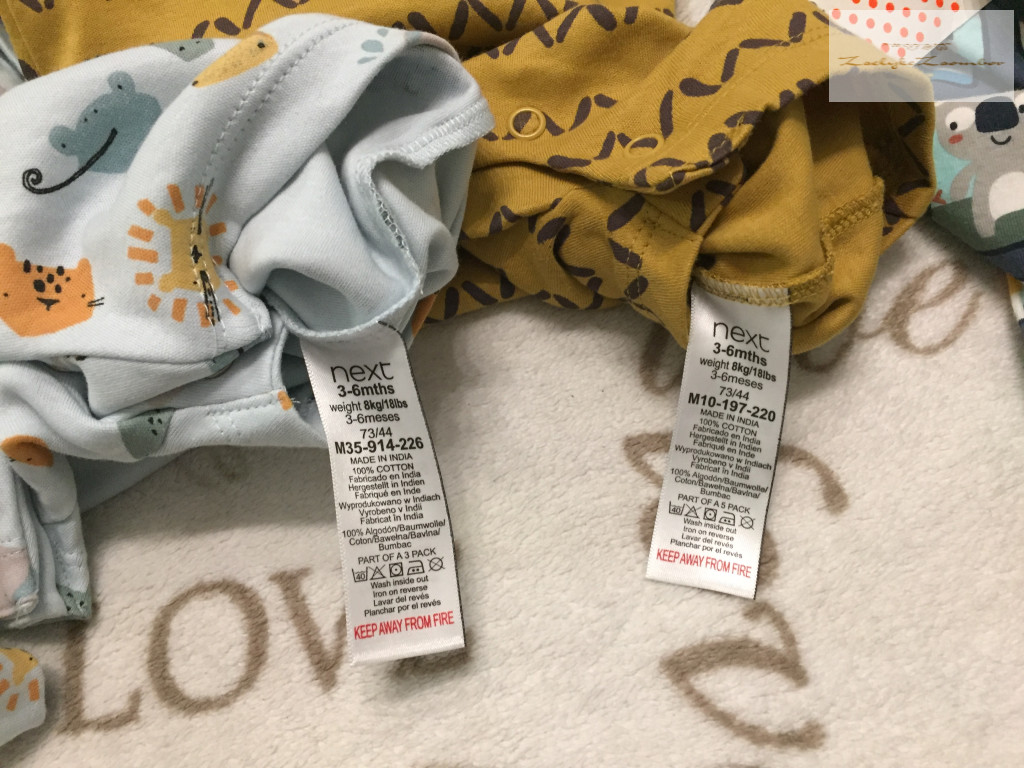 next
3-6mths
weight 8kg/18lbs
3-6meses
73/44
M35-914-226
MADE IN INDIA
100% COTTON
Fabricado en India
Hergestellt in Indien
Fabriqué en Inde
Wyprodukowano w Indiach
Vyrobeno v Indii
Fabricat în India
100% Algodón/Baumwolle/
Coton/Bawełna/Bavlna/
Bumbac
PART OF A 3 PACK
40
Wash inside out
Iron on reverse
Lavar del revés
Planchar por el revés
KEEP AWAY FROM FIRE
next
3-6mths
weight 8kg/18lbs
3-6meses
73/44
M10-197-220
MADE IN INDIA
100% COTTON
Fabricado en India
Hergestellt in Indien
Fabriqué en Inde
Wyprodukowano w Indiach
Vyrobeno v Indii
Fabricat în India
100% Algodón/Baumwolle/
Coton/Bawełna/Bavlna/
Bumbac
PART OF A 5 PACK
40
Wash inside out
Iron on reverse
Lavar del revés
Planchar por el revés
KEEP AWAY FROM FIRE
LOV